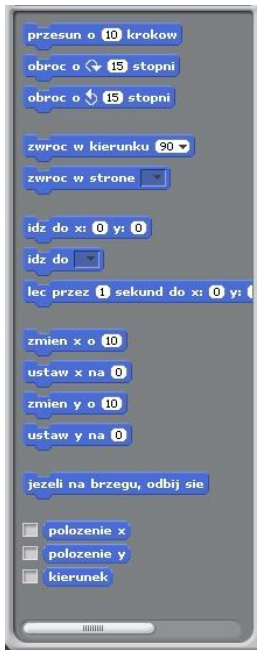 przesun o 10 krokow
obroc o 15 stopni
obroc o 15 stopni
zwroc w kierunku 90
zwroc w strone
idz do x: 0 y: 0
idz do
lec przez 1 sekund do x: 0 y:
zmien x o 10
ustaw x na 0
zmien y o 10
ustaw y na 0
jezeli na brzegu, odbij sie
polozenie x
polozenie y
kierunek